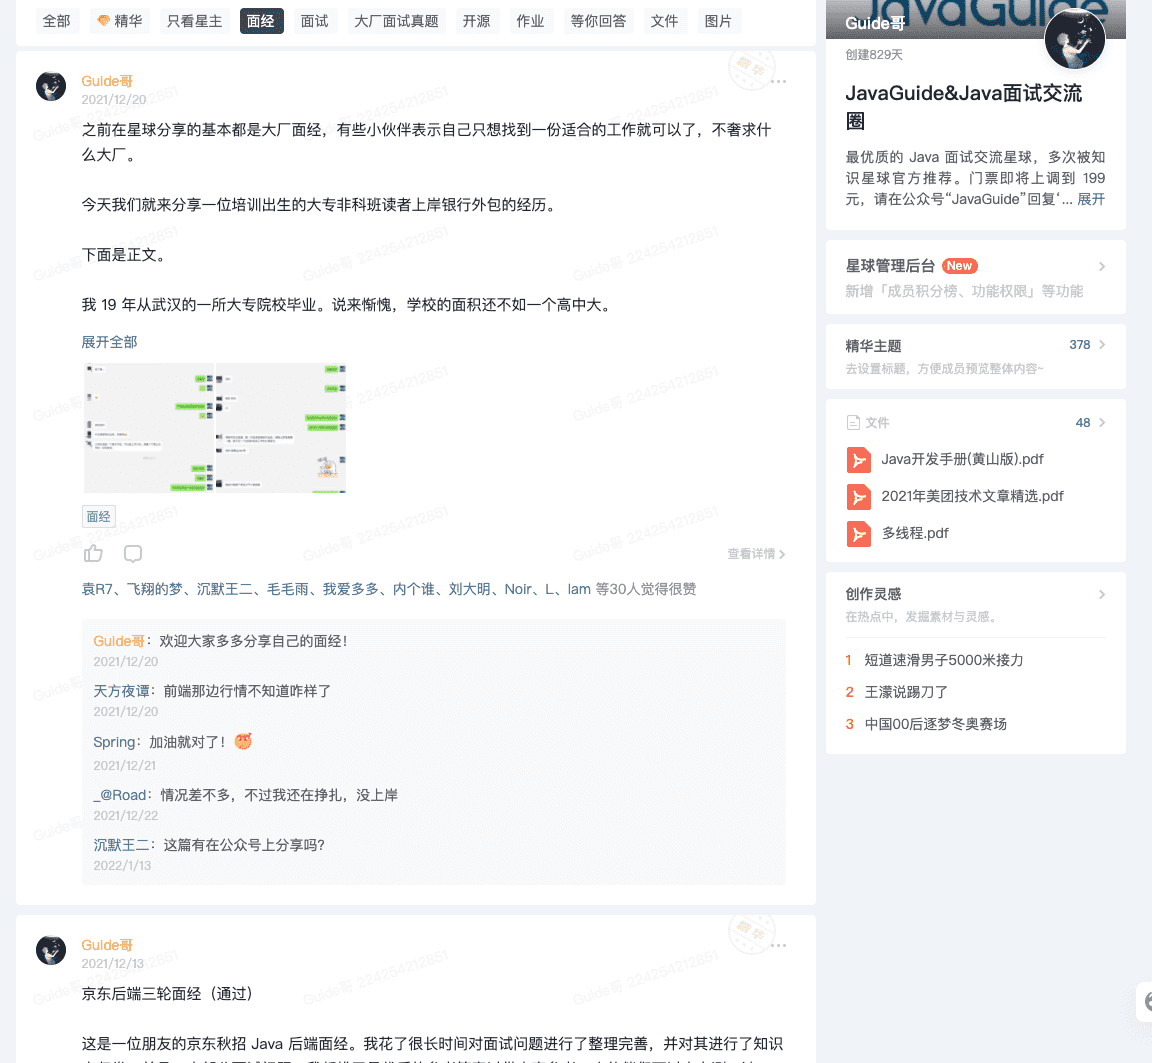 全部 精华 只看星主 面经 面试 大厂面试真题 开源 作业 等你回答 文件 图片
Guide哥
2021/12/20
精华
之前在星球分享的基本都是大厂面经，有些小伙伴表示自己只想找到一份适合的工作就可以了，不奢求什
么大厂。
今天我们就来分享一位培训出生的大专非科班读者上岸银行外包的经历。
下面是正文。
我 19 年从武汉的一所大专院校毕业。说来惭愧，学校的面积还不如一个高中大。
展开全部
面经
查看详情
袁R7、飞翔的梦、沉默王二、毛毛雨、我爱多多、内个谁、刘大明、Noir、L、lam 等30人觉得很赞
Guide哥：欢迎大家多多分享自己的面经！
2021/12/20
天方夜谭：前端那边行情不知道咋样了
2021/12/20
Spring：加油就对了！
2021/12/21
_@Road：情况差不多，不过我还在挣扎，没上岸
2021/12/22
沉默王二：这篇有在公众号上分享吗?
2022/1/13
Guide哥
2021/12/13
精华
京东后端三轮面经（通过）
这是一位朋友的京东秋招 Java 后端面经。我花了很长时间对面试问题进行了整理完善，并对其进行了知识
Guide哥 224254212851
JavaGuide
Guide哥
创建829天
JavaGuide&Java面试交流
圈
最优质的 Java 面试交流星球，多次被知
识星球官方推荐。门票即将上调到 199
元，请在公众号“JavaGuide”回复‘... 展开
星球管理后台 New
新增「成员积分榜、功能权限」等功能
精华主题 378
去设置标题，方便成员预览整体内容~
文件 48
Java开发手册(黄山版).pdf
2021年美团技术文章精选.pdf
多线程.pdf
创作灵感
在热点中，发掘素材与灵感。
1 短道速滑男子5000米接力
2 王濛说踢刀了
3 中国00后逐梦冬奥赛场